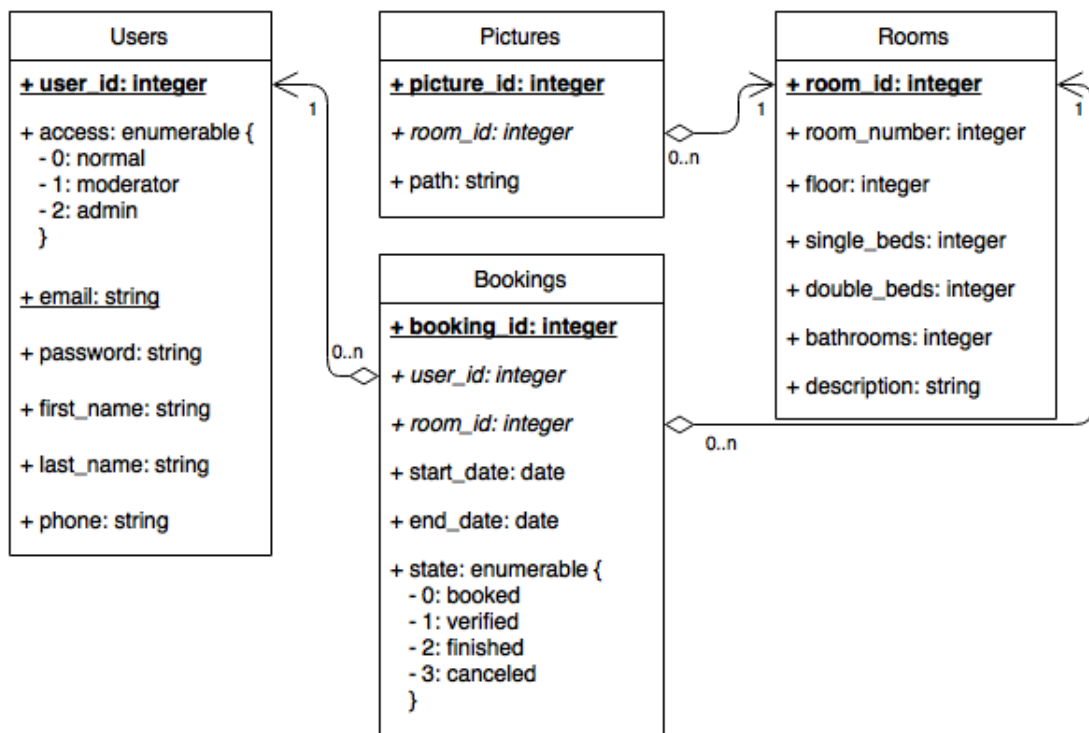 Users
+ user_id: integer
+ access: enumerable {
- 0: normal
- 1: moderator
- 2: admin
}
+ email: string
+ password: string
+ first_name: string
+ last_name: string
+ phone: string
1
0..n
Pictures
+ picture_id: integer
+ room_id: integer
+ path: string
0..n
1
Bookings
+ booking_id: integer
+ user_id: integer
+ room_id: integer
+ start_date: date
+ end_date: date
+ state: enumerable {
- 0: booked
- 1: verified
- 2: finished
- 3: canceled
}
0..n
1
Rooms
+ room_id: integer
+ room_number: integer
+ floor: integer
+ single_beds: integer
+ double_beds: integer
+ bathrooms: integer
+ description: string